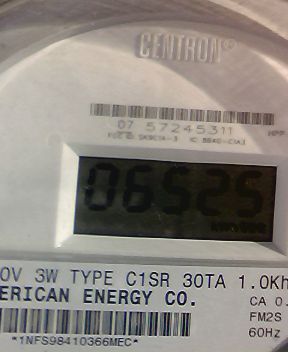 CENTRON®
07 57245311
06525
0V 3W TYPE C1SR 30TA 1.0Kh
ERICAN ENERGY CO.
CA 0.
FM2S
60Hz
*1NFS98410366MEC*